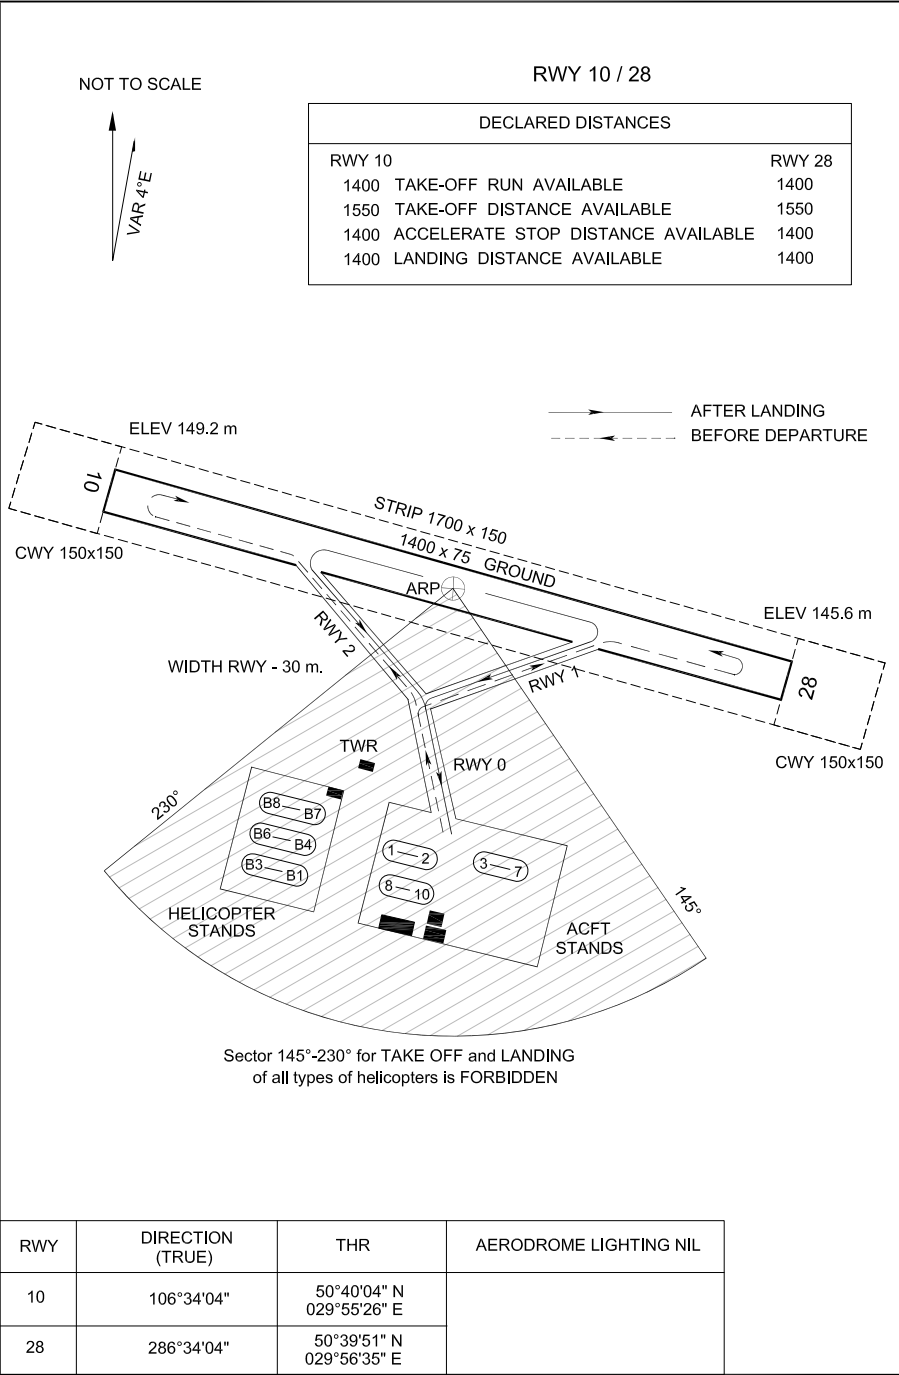 RWY 10 / 28
NOT TO SCALE
VAR 4°E
DECLARED DISTANCES
RWY 10 RWY 28
1400 TAKE-OFF RUN AVAILABLE 1400
1550 TAKE-OFF DISTANCE AVAILABLE 1550
1400 ACCELERATE STOP DISTANCE AVAILABLE 1400
1400 LANDING DISTANCE AVAILABLE 1400
AFTER LANDING
BEFORE DEPARTURE
ELEV 149.2 m
10
STRIP 1700 x 150
1400 x 75 GROUND
CWY 150x150
ARP
ELEV 145.6 m
RWY 2
WIDTH RWY - 30 m.
RWY 1
28
TWR
RWY 0
CWY 150x150
230°
B8 B7
B6 B4
B3 B1
1 2
3 7
8 10
145°
HELICOPTER
STANDS
ACFT
STANDS
Sector 145°-230° for TAKE OFF and LANDING
of all types of helicopters is FORBIDDEN
RWY
DIRECTION
(TRUE)
THR
AERODROME LIGHTING NIL
10
106°34'04"
50°40'04" N
029°55'26" E
28
286°34'04"
50°39'51" N
029°56'35" E